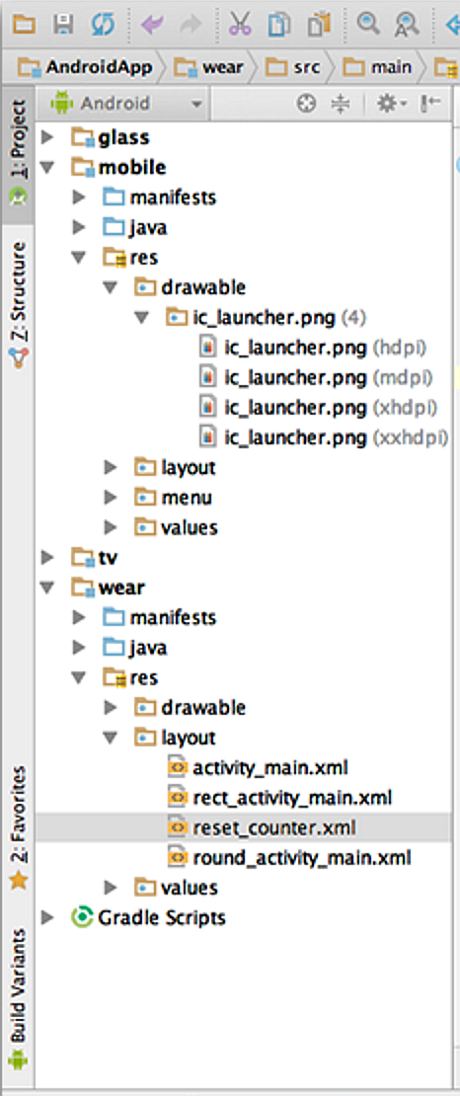 AndroidApp wear src main
Android
glass
mobile
manifests
java
res
drawable
ic_launcher.png (4)
ic_launcher.png (hdpi)
ic_launcher.png (mdpi)
ic_launcher.png (xhdpi)
ic_launcher.png (xxhdpi)
layout
menu
values
tv
wear
manifests
java
res
drawable
layout
activity_main.xml
rect_activity_main.xml
reset_counter.xml
round_activity_main.xml
values
Gradle Scripts
1: Project
Z: Structure
2: Favorites
Build Variants